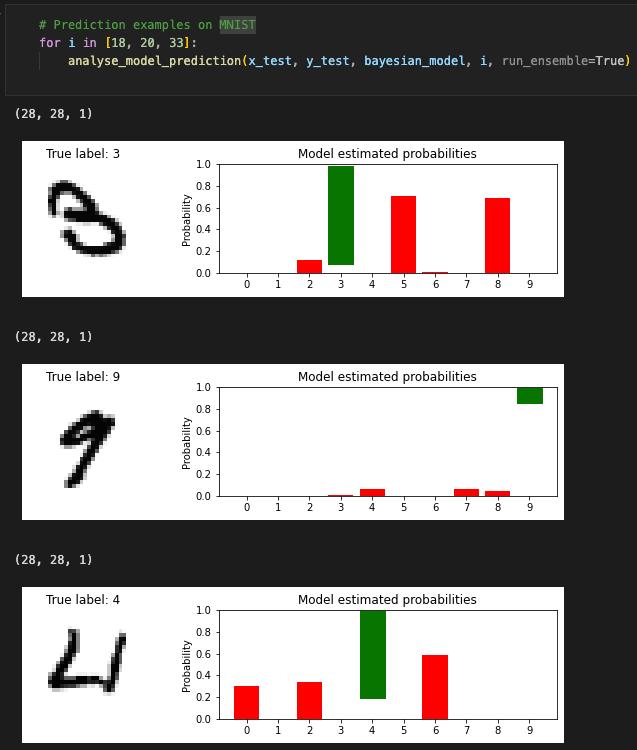 # Prediction examples on MNIST
for i in [18, 20, 33]:
    analyse_model_prediction(x_test, y_test, bayesian_model, i, run_ensemble=True)
(28, 28, 1)
True label: 3
Model estimated probabilities
Probability
1.0
0.8
0.6
0.4
0.2
0.0
0 1 2 3 4 5 6 7 8 9
(28, 28, 1)
True label: 9
Model estimated probabilities
Probability
1.0
0.8
0.6
0.4
0.2
0.0
0 1 2 3 4 5 6 7 8 9
(28, 28, 1)
True label: 4
Model estimated probabilities
Probability
1.0
0.8
0.6
0.4
0.2
0.0
0 1 2 3 4 5 6 7 8 9